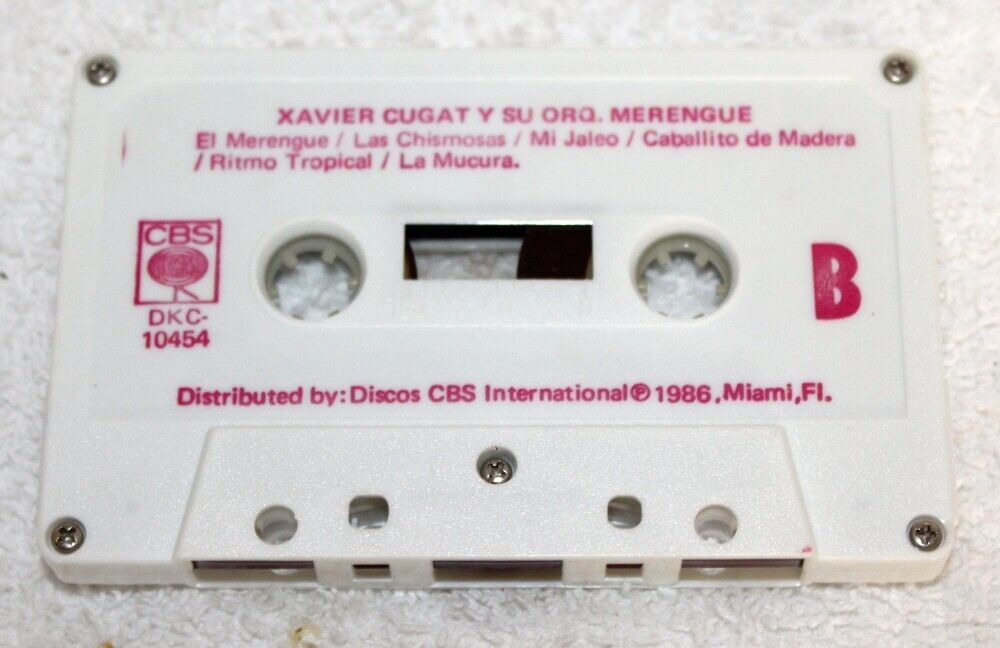 XAVIER CUGAT Y SU ORQ. MERENGUE
El Merengue / Las Chismosas / Mi Jaleo / Caballito de Madera
/ Ritmo Tropical / La Mucura.
CBS
DKC-
10454
B
Distributed by: Discos CBS International℗ 1986, Miami, Fl.